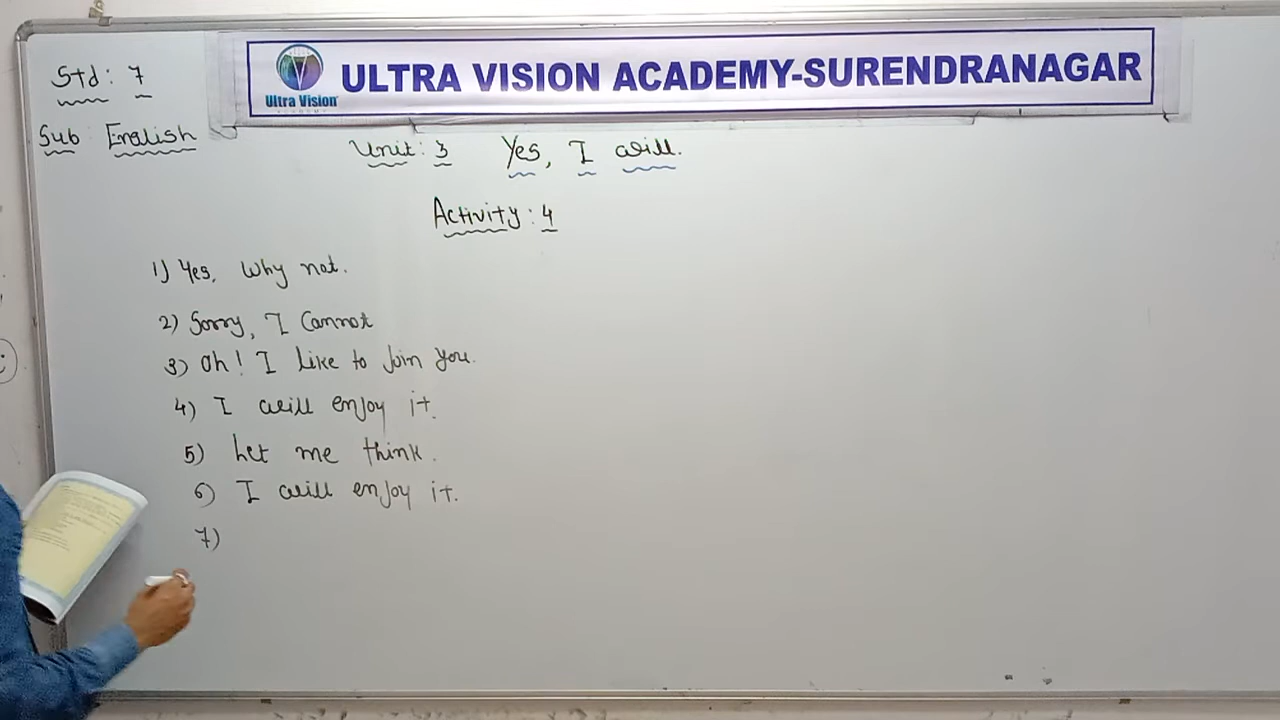 ULTRA VISION ACADEMY-SURENDRANAGAR
Ultra Vision
ACADEMY
Std: 7
Sub: English
Unit: 3 Yes, I will.
Activity: 4
1) Yes, Why not.
2) Sorry, I Cannot
3) Oh! I like to Join you.
4) I will enjoy it.
5) Let me think.
6) I will enjoy it.
7)